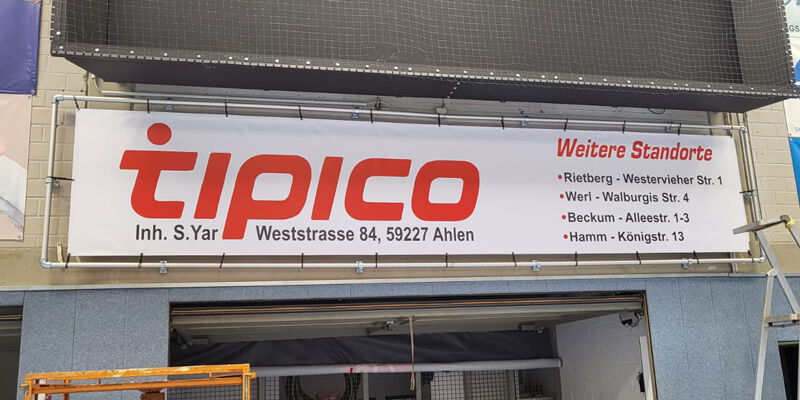 tipico
Inh. S.Yar Weststrasse 84, 59227 Ahlen
Weitere Standorte
•Rietberg - Westervieher Str. 1
•Werl - Walburgis Str. 4
•Beckum - Alleestr. 1-3
•Hamm - Königstr. 13